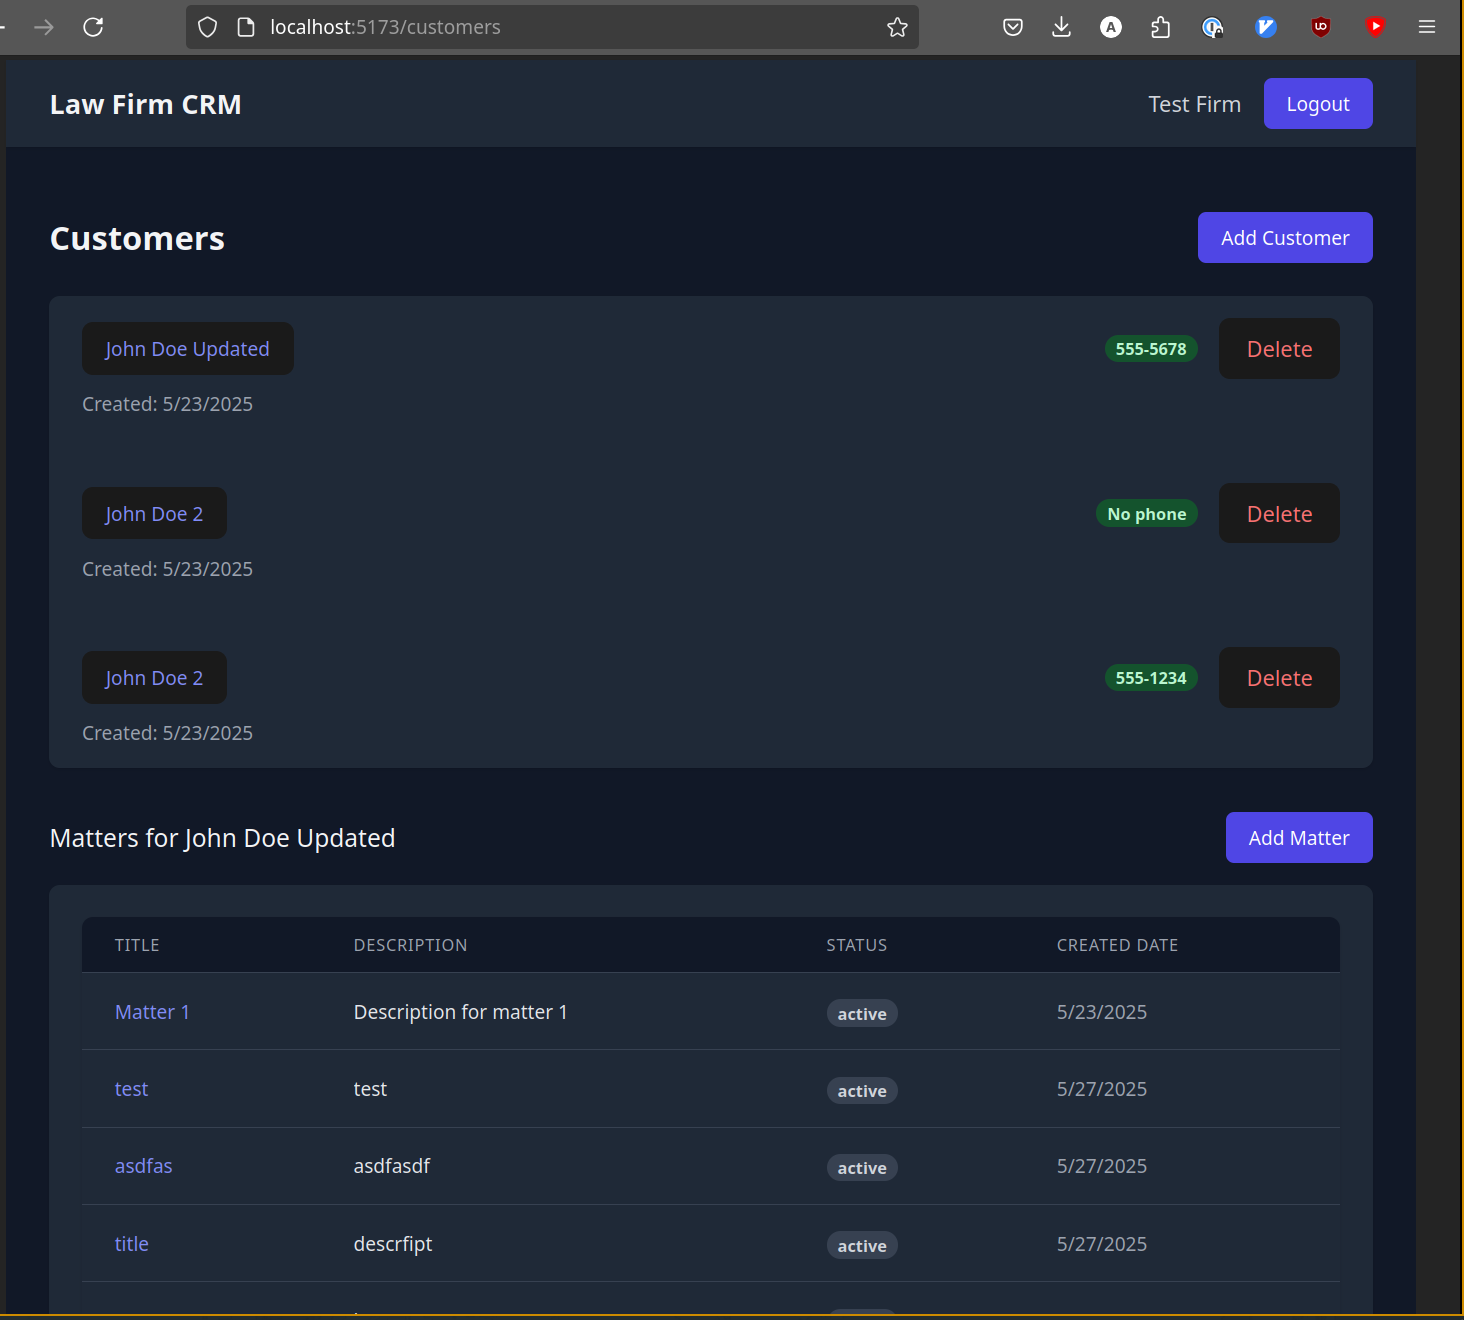 localhost:5173/customers
Law Firm CRM Test Firm Logout
Customers Add Customer
John Doe Updated 555-5678 Delete
Created: 5/23/2025
John Doe 2 No phone Delete
Created: 5/23/2025
John Doe 2 555-1234 Delete
Created: 5/23/2025
Matters for John Doe Updated Add Matter
TITLE DESCRIPTION STATUS CREATED DATE
Matter 1 Description for matter 1 active 5/23/2025
test test active 5/27/2025
asdfas asdfasdf active 5/27/2025
title descrfipt active 5/27/2025